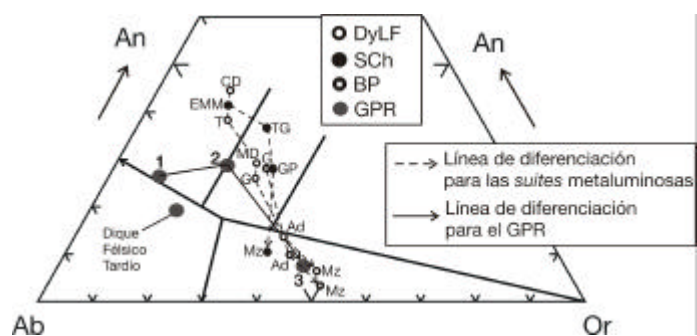 An
An
DyLF
SCh
BP
GPR
CD
EMM
T
TG
1
2
MD
C
GP
G
Línea de diferenciación
para las suites metaluminosas
Línea de diferenciación
para el GPR
Dique
Félsico
Tardío
Ad
Mz
Ad
3
Mz
Mz
Ab
Or